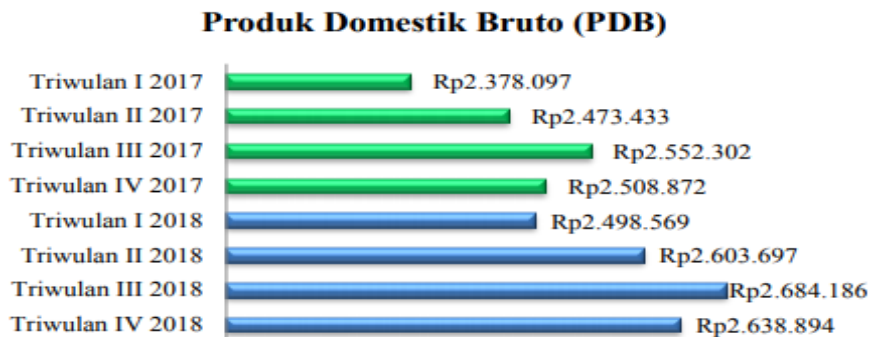 Produk Domestik Bruto (PDB)
Triwulan I 2017 Rp2.378.097
Triwulan II 2017 Rp2.473.433
Triwulan III 2017 Rp2.552.302
Triwulan IV 2017 Rp2.508.872
Triwulan I 2018 Rp2.498.569
Triwulan II 2018 Rp2.603.697
Triwulan III 2018 Rp2.684.186
Triwulan IV 2018 Rp2.638.894